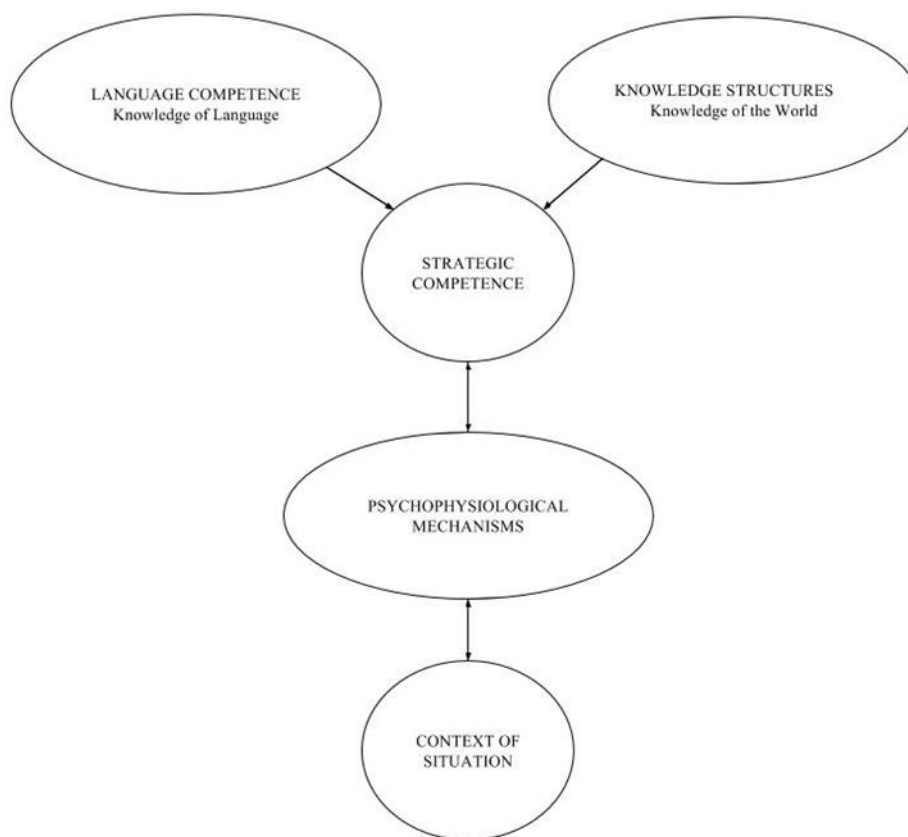 LANGUAGE COMPETENCE
Knowledge of Language
KNOWLEDGE STRUCTURES
Knowledge of the World
STRATEGIC
COMPETENCE
PSYCHOPHYSIOLOGICAL
MECHANISMS
CONTEXT OF
SITUATION